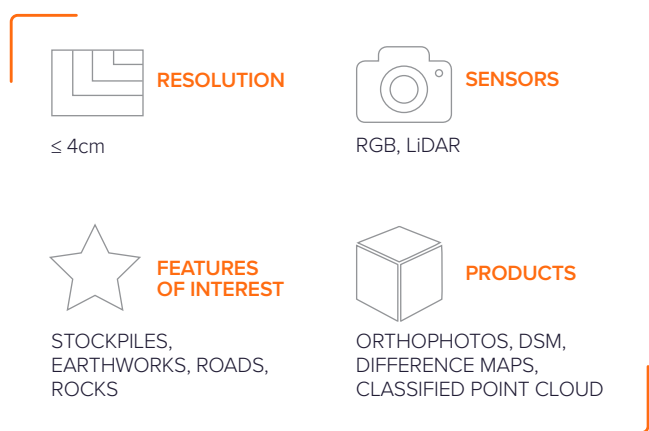 RESOLUTION
≤ 4cm
SENSORS
RGB, LiDAR
FEATURES
OF INTEREST
STOCKPILES,
EARTHWORKS, ROADS,
ROCKS
PRODUCTS
ORTHOPHOTOS, DSM,
DIFFERENCE MAPS,
CLASSIFIED POINT CLOUD